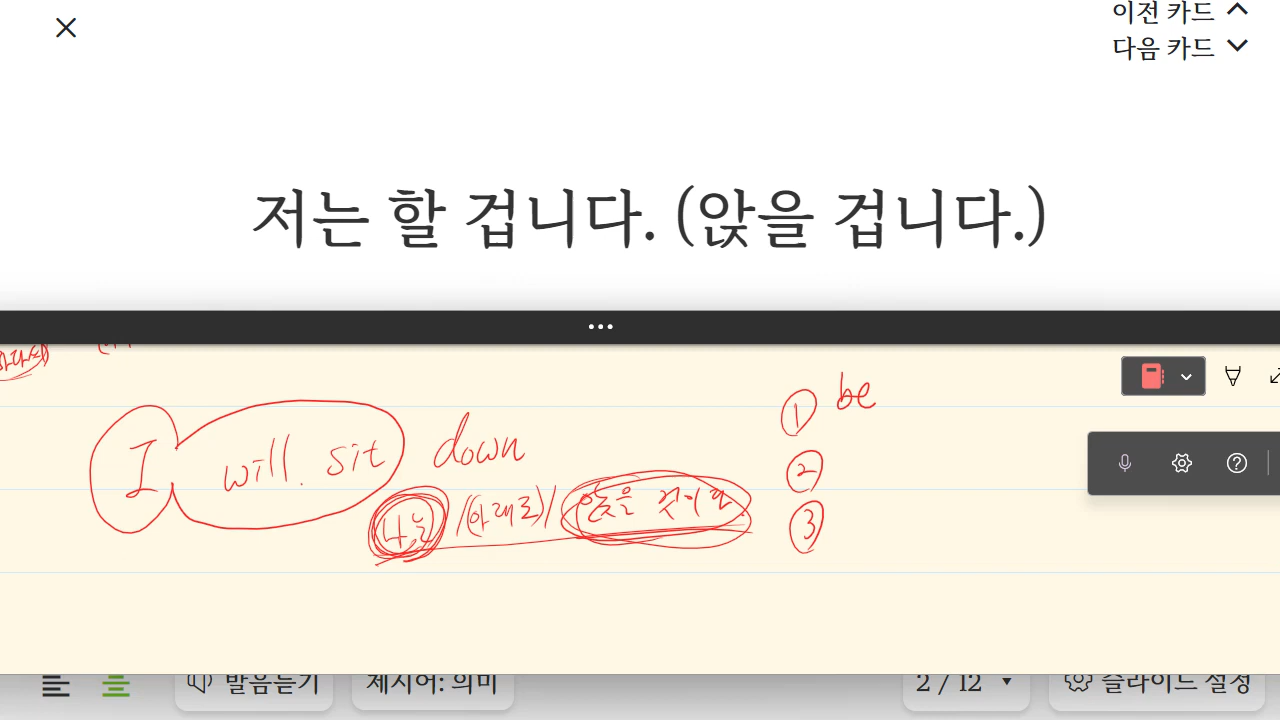 이전 카드
다음 카드
저는 할 겁니다. (앉을 겁니다.)
① be
I will sit down
②
나는 /(아래로)/ 앉을 것이다.
③
발음듣기 제시어: 의미 2 / 12 슬라이드 설정